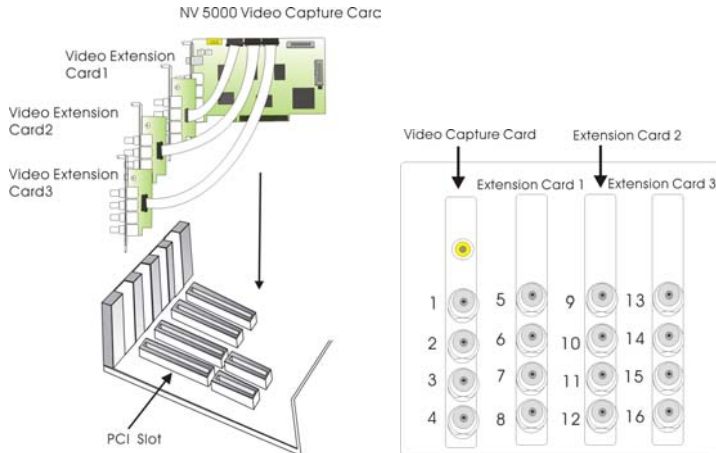 NV 5000 Video Capture Card
Video Extension
Card1
Video Extension
Card2
Video Extension
Card3
PCI Slot
Video Capture Card
Extension Card 2
Extension Card 1
Extension Card 3
1 5 9 13
2 6 10 14
3 7 11 15
4 8 12 16